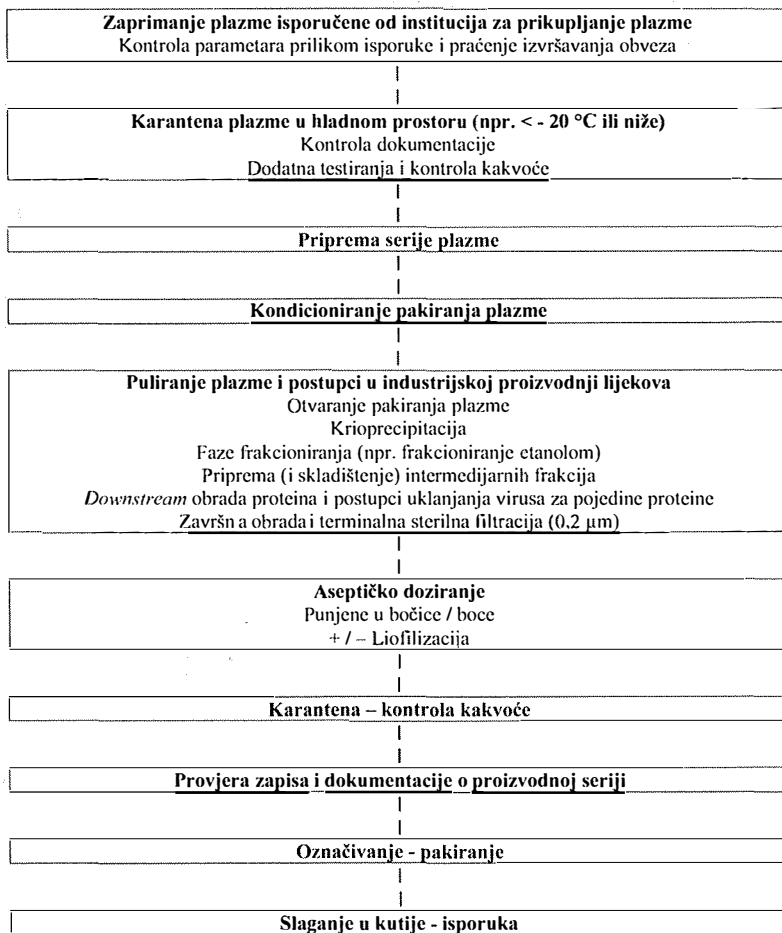 Zaprimanje plazme isporučene od institucija za prikupljanje plazme
Kontrola parametara prilikom isporuke i praćenje izvršavanja obveza
Karantena plazme u hladnom prostoru (npr. < - 20 °C ili niže)
Kontrola dokumentacije
Dodatna testiranja i kontrola kakvoće
Priprema serije plazme
Kondicioniranje pakiranja plazme
Puliranje plazme i postupci u industrijskoj proizvodnji lijekova
Otvaranje pakiranja plazme
Krioprecipitacija
Faze frakcioniranja (npr. frakcioniranje etanolom)
Priprema (i skladištenje) intermedijarnih frakcija
Downstream obrada proteina i postupci uklanjanja virusa za pojedine proteine
Završna obrada i terminalna sterilna filtracija (0,2 µm)
Aseptičko doziranje
Punjene u bočice / boce
+ / – Liofilizacija
Karantena – kontrola kakvoće
Provjera zapisa i dokumentacije o proizvodnoj seriji
Označivanje - pakiranje
Slaganje u kutije - isporuka